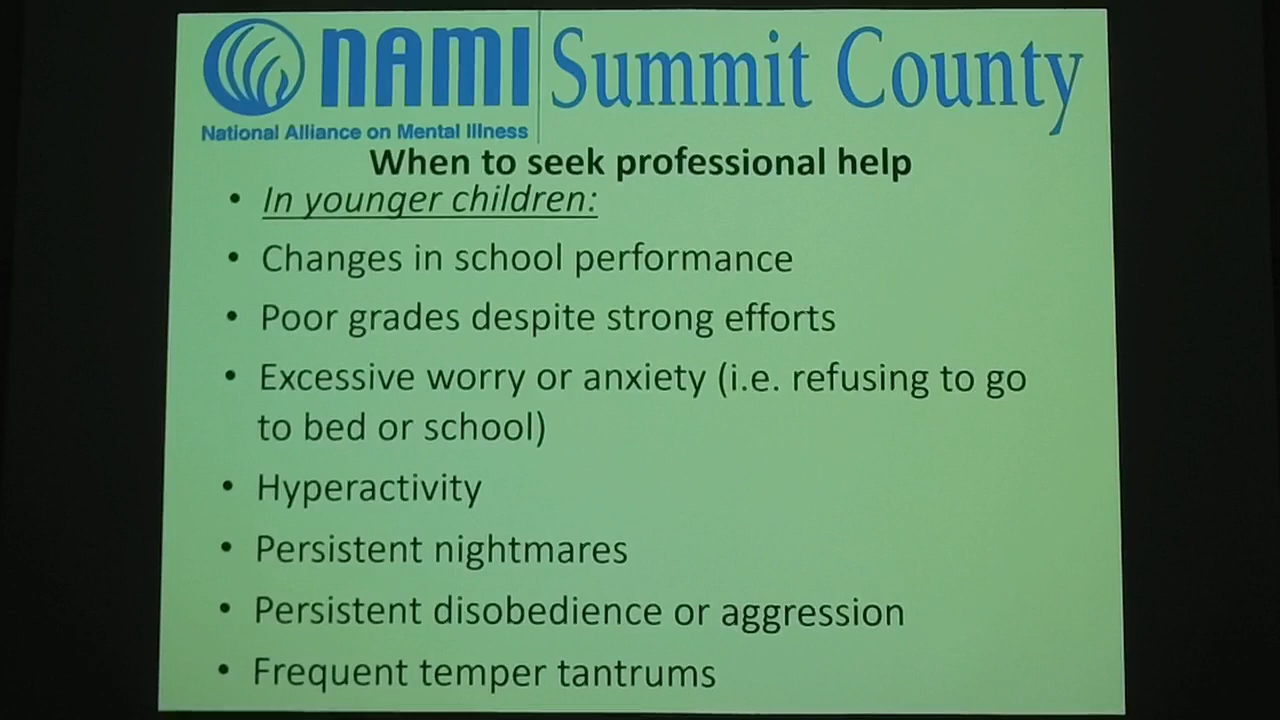 NAMI Summit County
National Alliance on Mental Illness
When to seek professional help
• In younger children:
• Changes in school performance
• Poor grades despite strong efforts
• Excessive worry or anxiety (i.e. refusing to go
to bed or school)
• Hyperactivity
• Persistent nightmares
• Persistent disobedience or aggression
• Frequent temper tantrums